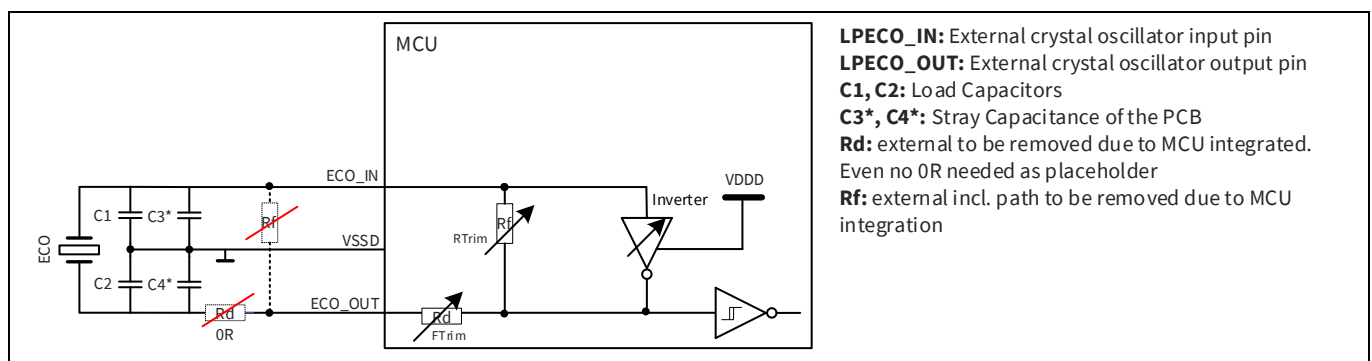 MCU
LPECO_IN: External crystal oscillator input pin
LPECO_OUT: External crystal oscillator output pin
C1, C2: Load Capacitors
C3*, C4*: Stray Capacitance of the PCB
Rd: external to be removed due to MCU integrated.
Even no 0R needed as placeholder
Rf: external incl. path to be removed due to MCU
integration
ECO_IN
VDDD
Inverter
C1
C3*
Rf
Rf
RTrim
ECO
VSSD
C2
C4*
ECO_OUT
Rd
0R
Rd
FTrim